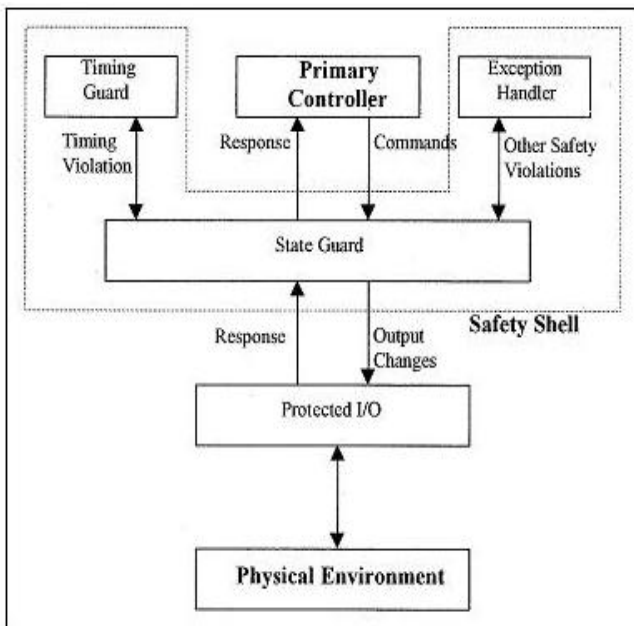 Timing
Guard
Primary
Controller
Exception
Handler
Timing
Violation
Response
Commands
Other Safety
Violations
State Guard
Safety Shell
Response
Output
Changes
Protected I/O
Physical Environment